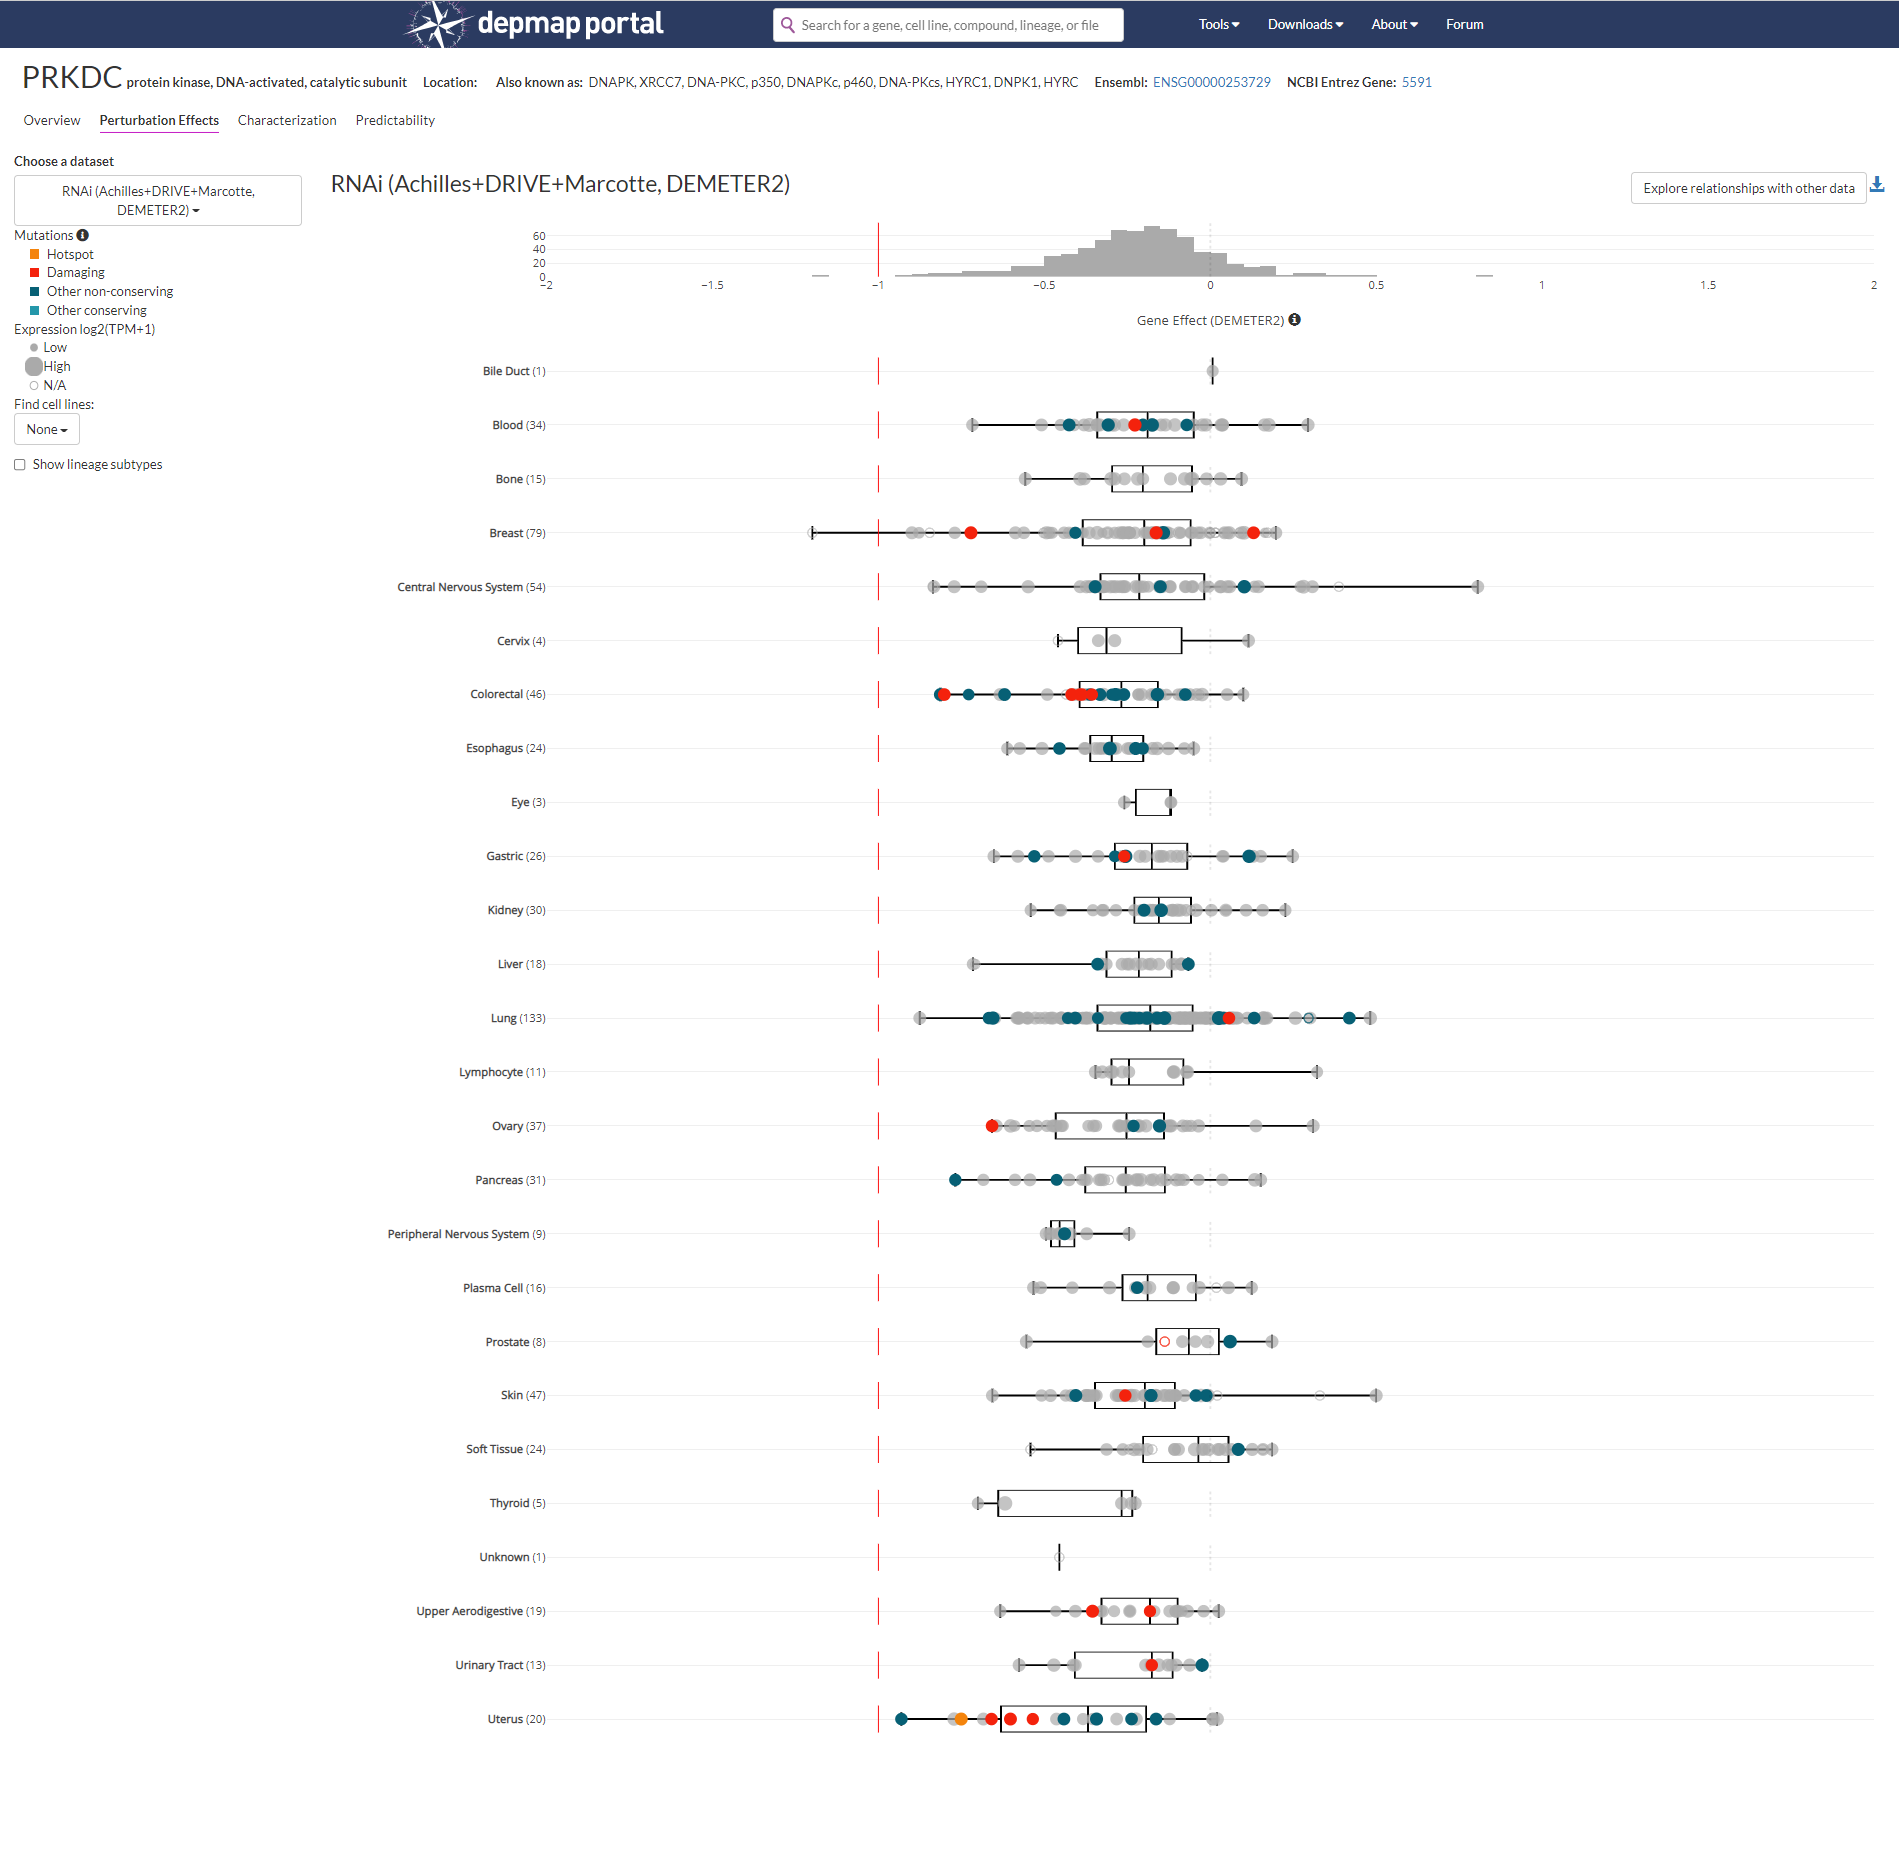 depmap portal
Search for a gene, cell line, compound, lineage, or file
Tools Downloads About Forum
PRKDC protein kinase, DNA-activated, catalytic subunit Location: Also known as: DNAPK, XRCC7, DNA-PKC, p350, DNAPKc, p460, DNA-PKcs, HYRC1, DNPK1, HYRC Ensembl: ENSG00000253729 NCBI Entrez Gene: 5591
Overview Perturbation Effects Characterization Predictability
Choose a dataset
RNAi (Achilles+DRIVE+Marcotte,
DEMETER2)
Mutations
Hotspot
Damaging
Other non-conserving
Other conserving
Expression log2(TPM+1)
Low
High
N/A
Find cell lines:
None
Show lineage subtypes
RNAi (Achilles+DRIVE+Marcotte, DEMETER2)
Explore relationships with other data
60
40
20
0
−2 −1.5 −1 −0.5 0 0.5 1 1.5 2
Gene Effect (DEMETER2)
Bile Duct (1)
Blood (34)
Bone (15)
Breast (79)
Central Nervous System (54)
Cervix (4)
Colorectal (46)
Esophagus (24)
Eye (3)
Gastric (26)
Kidney (30)
Liver (18)
Lung (133)
Lymphocyte (11)
Ovary (37)
Pancreas (31)
Peripheral Nervous System (9)
Plasma Cell (16)
Prostate (8)
Skin (47)
Soft Tissue (24)
Thyroid (5)
Unknown (1)
Upper Aerodigestive (19)
Urinary Tract (13)
Uterus (20)